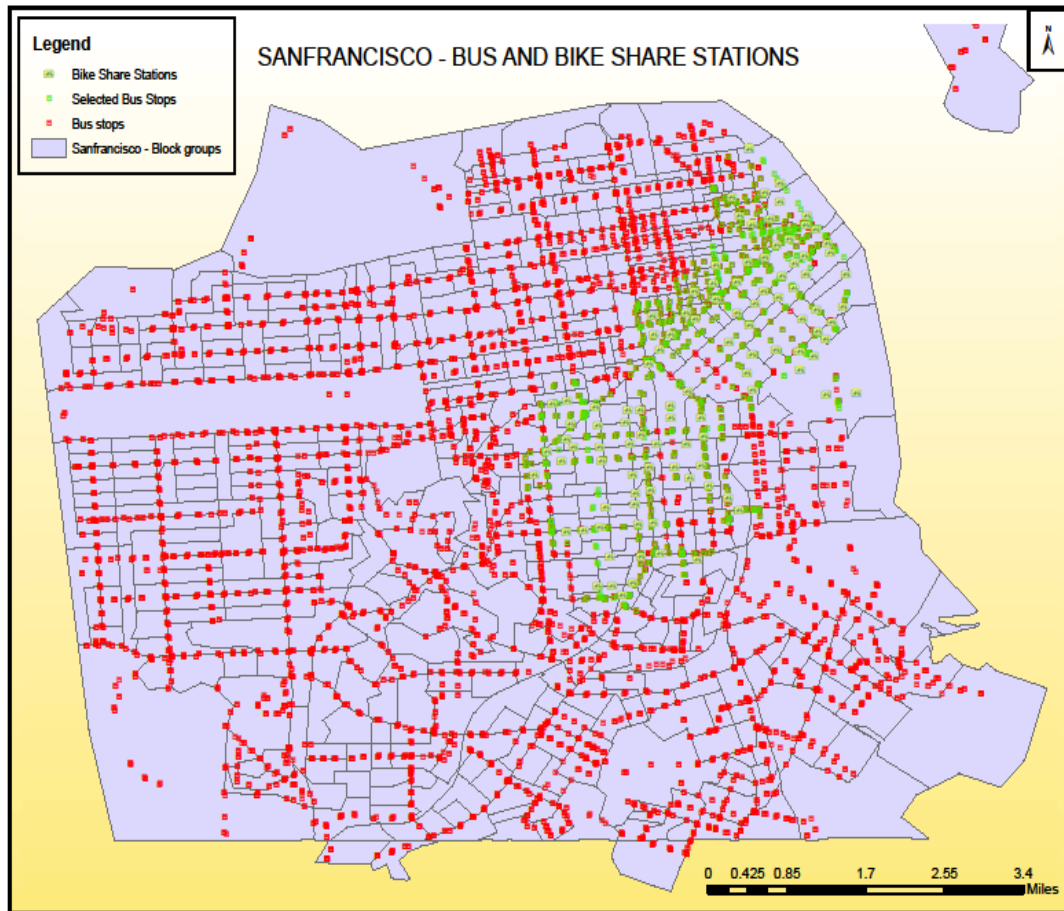 Legend
Bike Share Stations
Selected Bus Stops
Bus stops
Sanfrancisco - Block groups
SANFRANCISCO - BUS AND BIKE SHARE STATIONS
N
0 0.425 0.85 1.7 2.55 3.4
Miles